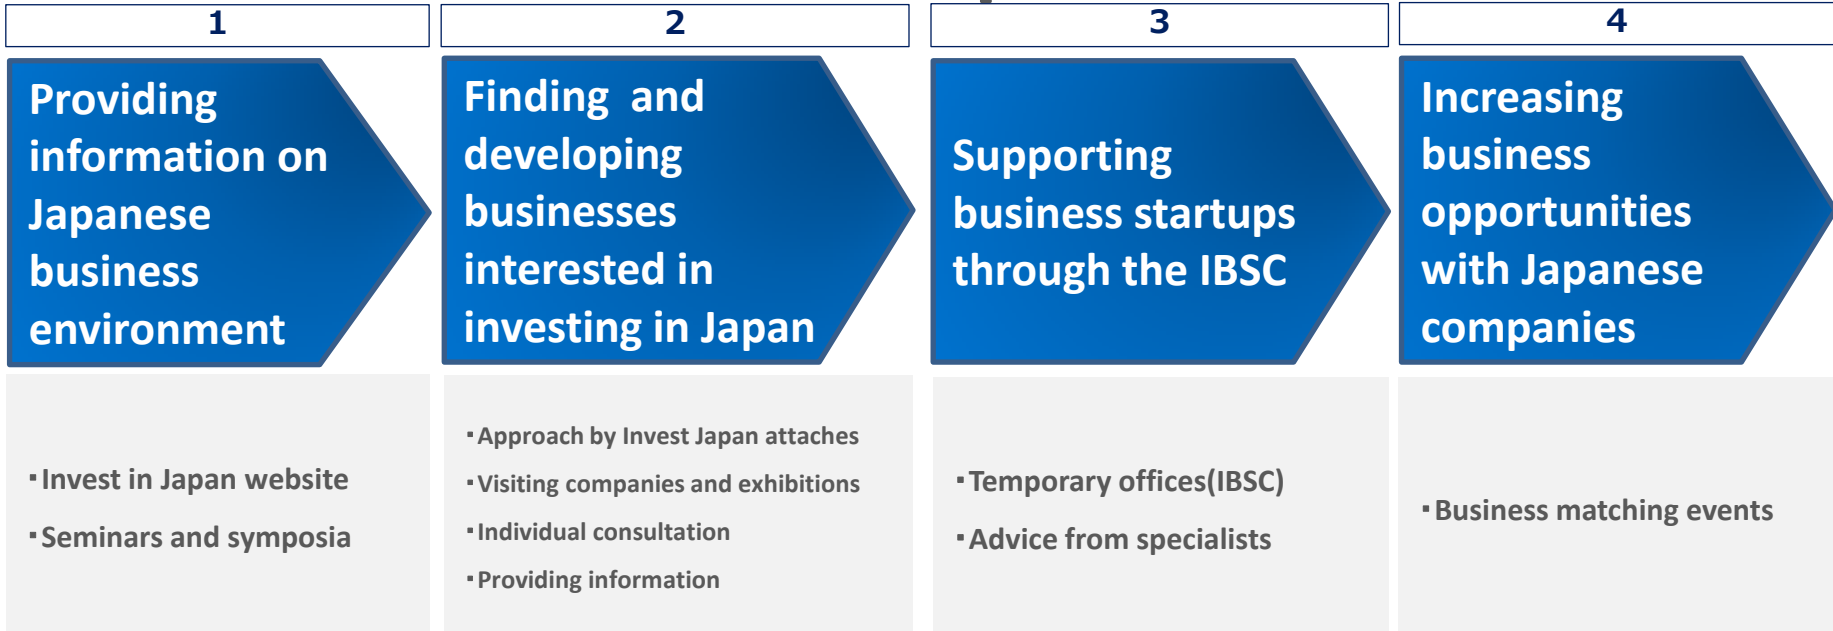 1
Providing
information on
Japanese
business
environment
▪Invest in Japan website
▪Seminars and symposia
2
Finding and
developing
businesses
interested in
investing in Japan
▪Approach by Invest Japan attaches
▪Visiting companies and exhibitions
▪Individual consultation
▪Providing information
3
Supporting
business startups
through the IBSC
▪Temporary offices(IBSC)
▪Advice from specialists
4
Increasing
business
opportunities
with Japanese
companies
▪Business matching events